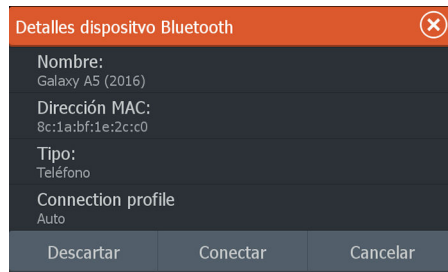 Detalles dispositvo Bluetooth
Nombre:
Galaxy A5 (2016)
Dirección MAC:
8c:1a:bf:1e:2c:c0
Tipo:
Teléfono
Connection profile
Auto
Descartar Conectar Cancelar